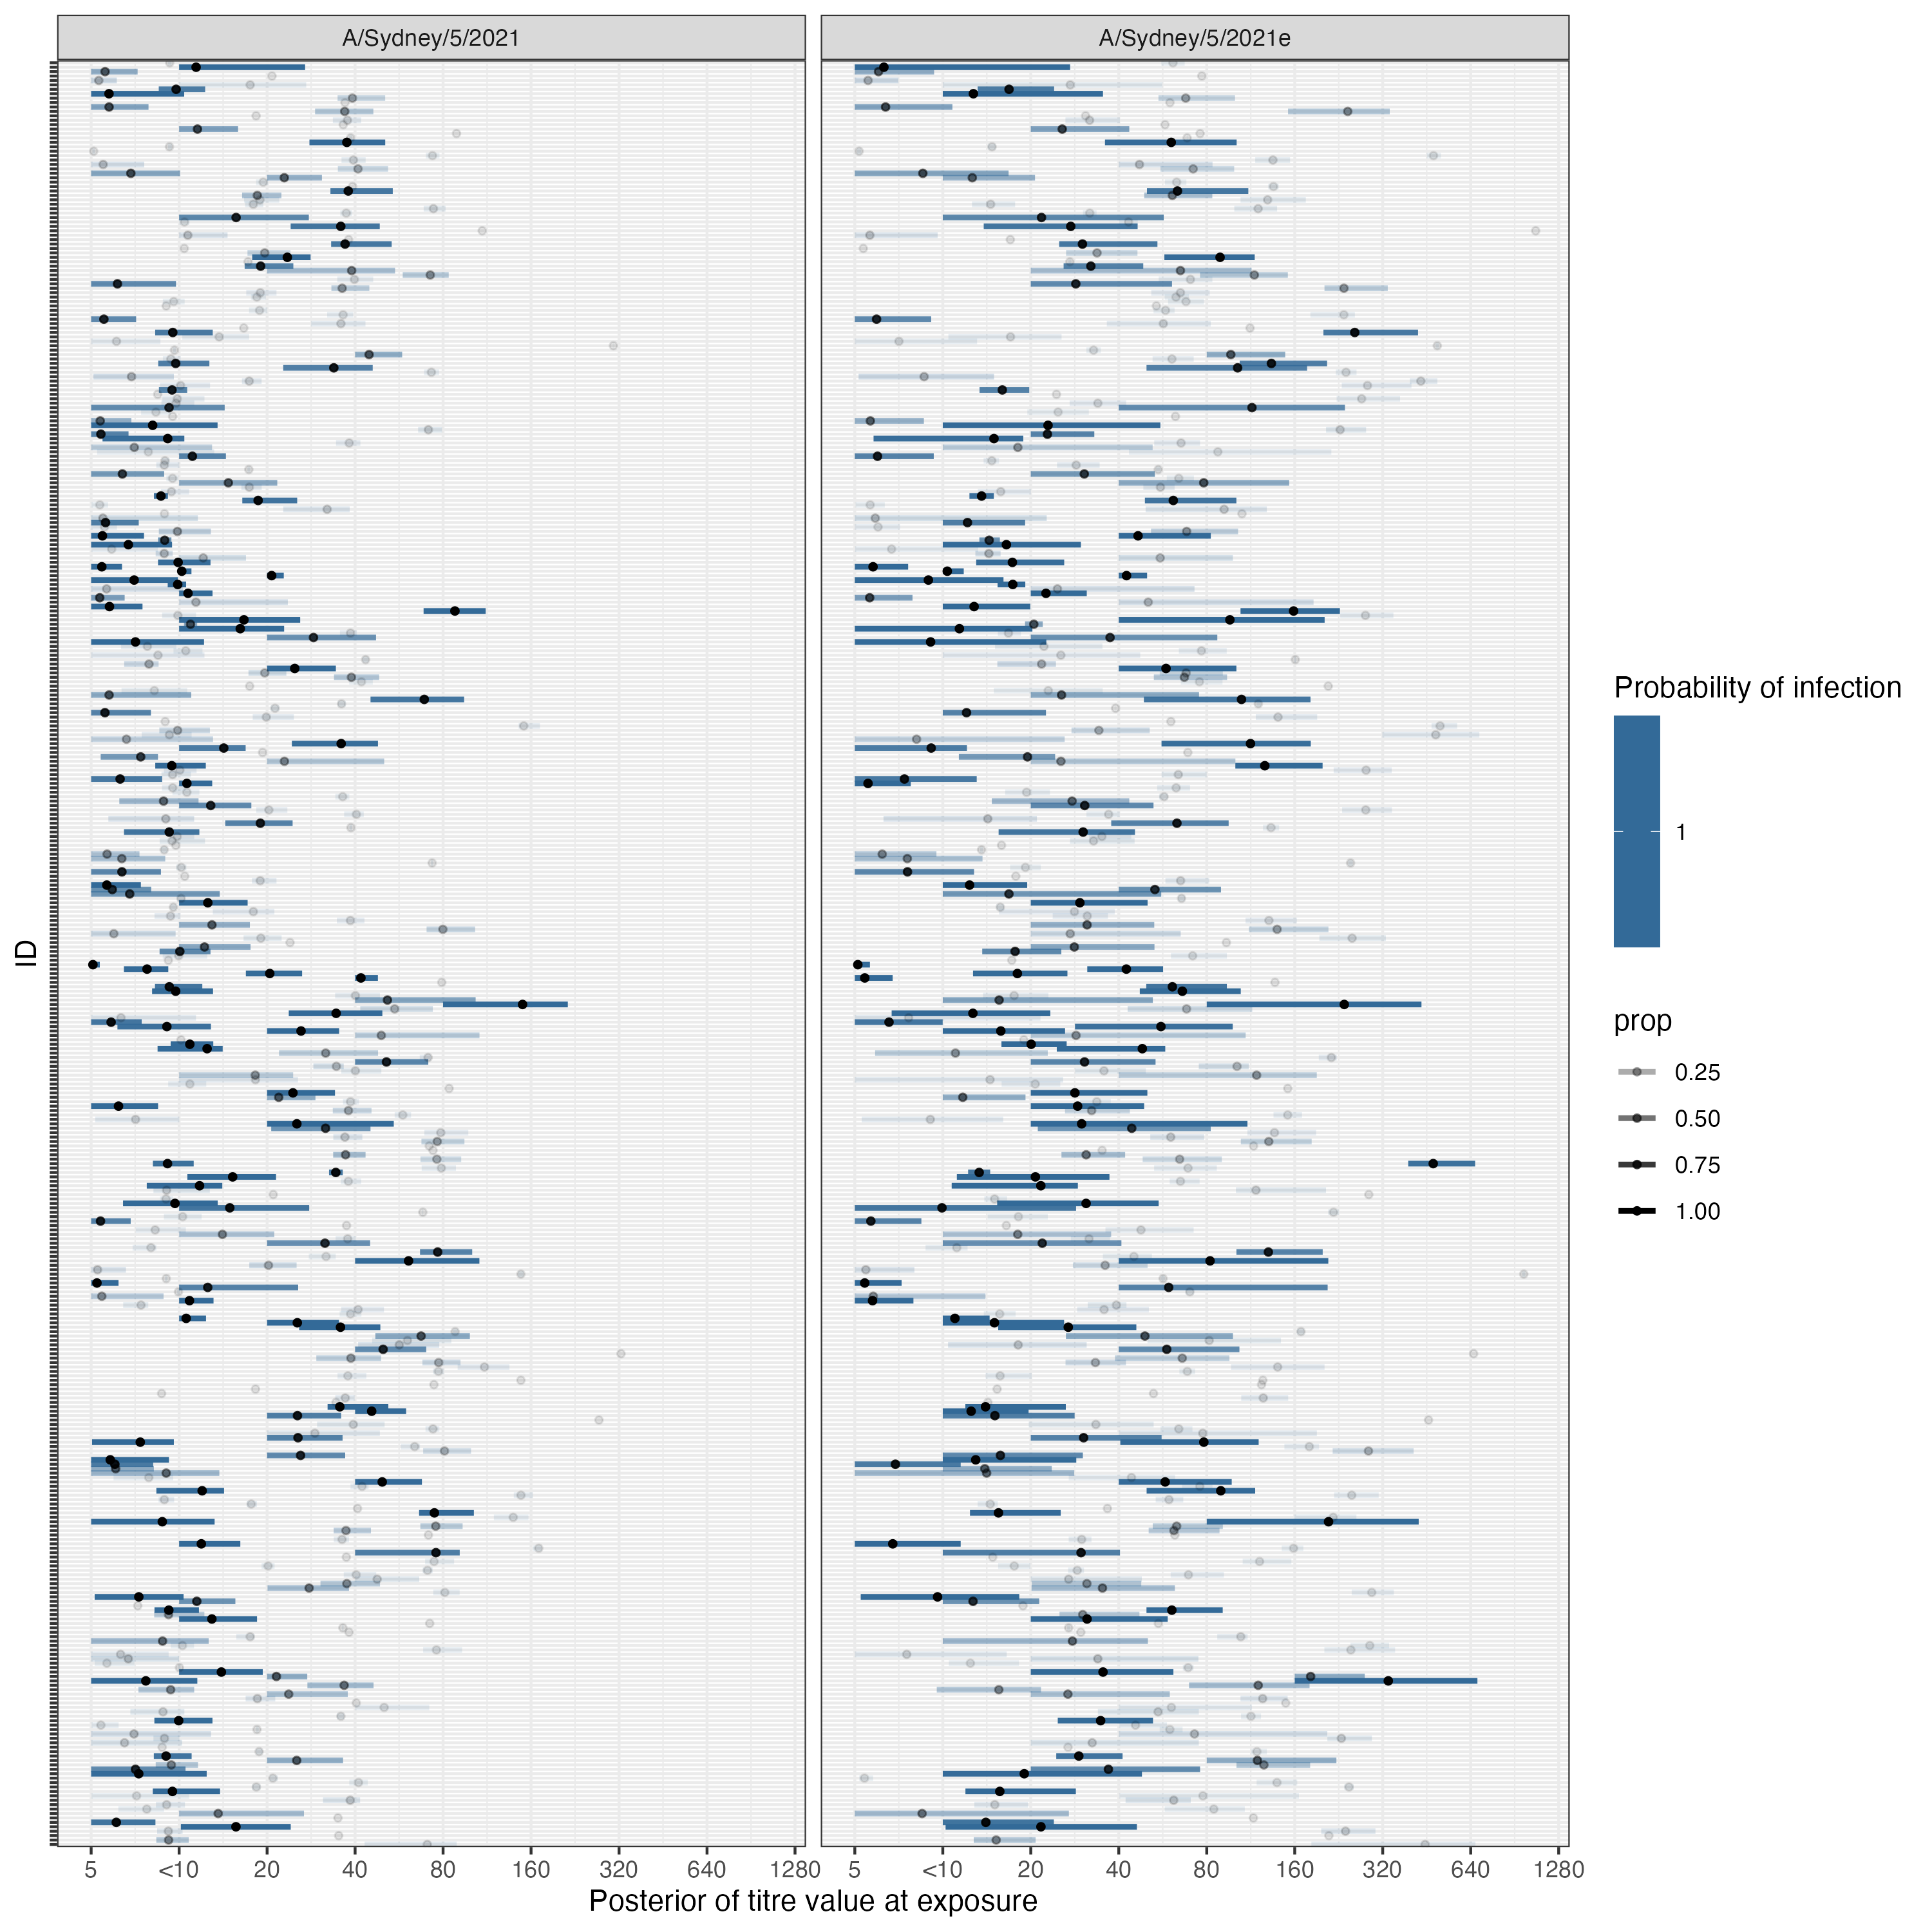 A/Sydney/5/2021
A/Sydney/5/2021e
ID
5 <10 20 40 80 160 320 640 1280
5 <10 20 40 80 160 320 640 1280
Posterior of titre value at exposure
Probability of infection
1
prop
0.25
0.50
0.75
1.00